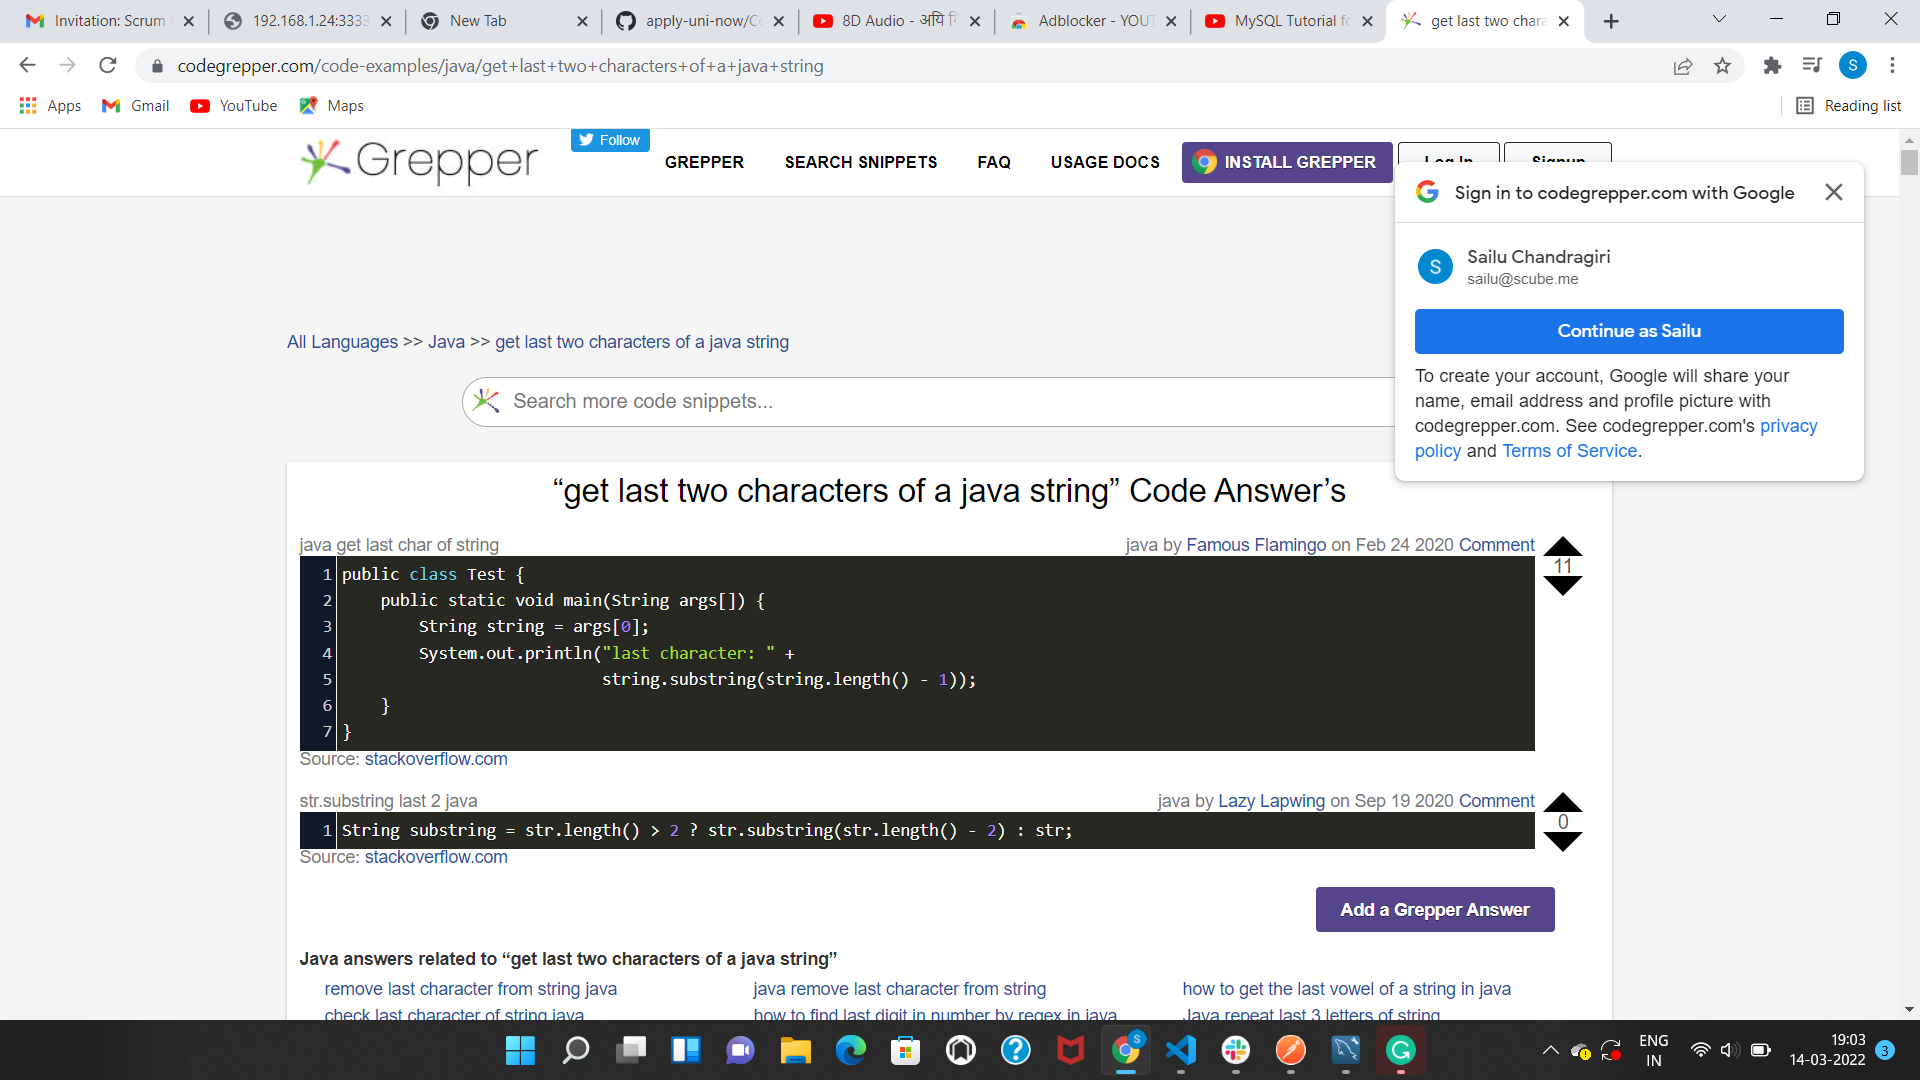 Invitation: Scrum
192.168.1.24:3333
New Tab
apply-uni-now/Co
8D Audio - अयि गि
Adblocker - YOUT
MySQL Tutorial fo
get last two chara
codegrepper.com/code-examples/java/get+last+two+characters+of+a+java+string
S
Apps
Gmail
YouTube
Maps
Reading list
Grepper
Follow
GREPPER
SEARCH SNIPPETS
FAQ
USAGE DOCS
INSTALL GREPPER
Log In
Signup
Sign in to codegrepper.com with Google
S
Sailu Chandragiri
sailu@scube.me
Continue as Sailu
To create your account, Google will share your
name, email address and profile picture with
codegrepper.com. See codegrepper.com's privacy
policy and Terms of Service.
All Languages >> Java >> get last two characters of a java string
Search more code snippets...
“get last two characters of a java string” Code Answer’s
java get last char of string
java by Famous Flamingo on Feb 24 2020 Comment
11
1 public class Test {
2 public static void main(String args[]) {
3 String string = args[0];
4 System.out.println("last character: " +
5 string.substring(string.length() - 1));
6 }
7 }
Source: stackoverflow.com
str.substring last 2 java
java by Lazy Lapwing on Sep 19 2020 Comment
0
1 String substring = str.length() > 2 ? str.substring(str.length() - 2) : str;
Source: stackoverflow.com
Add a Grepper Answer
Java answers related to “get last two characters of a java string”
remove last character from string java
java remove last character from string
how to get the last vowel of a string in java
check last character of string java
how to find last digit in number by regex in java
Java repeat last 3 letters of string
S
ENG
IN
19:03
14-03-2022
3